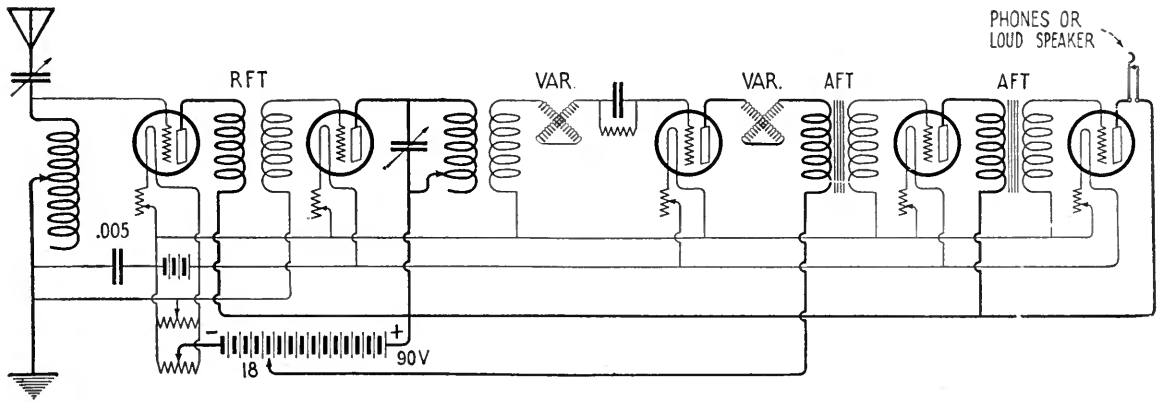 PHONES OR
LOUD SPEAKER
RFT
VAR.
VAR.
AFT
AFT
.005
- +
18
90V